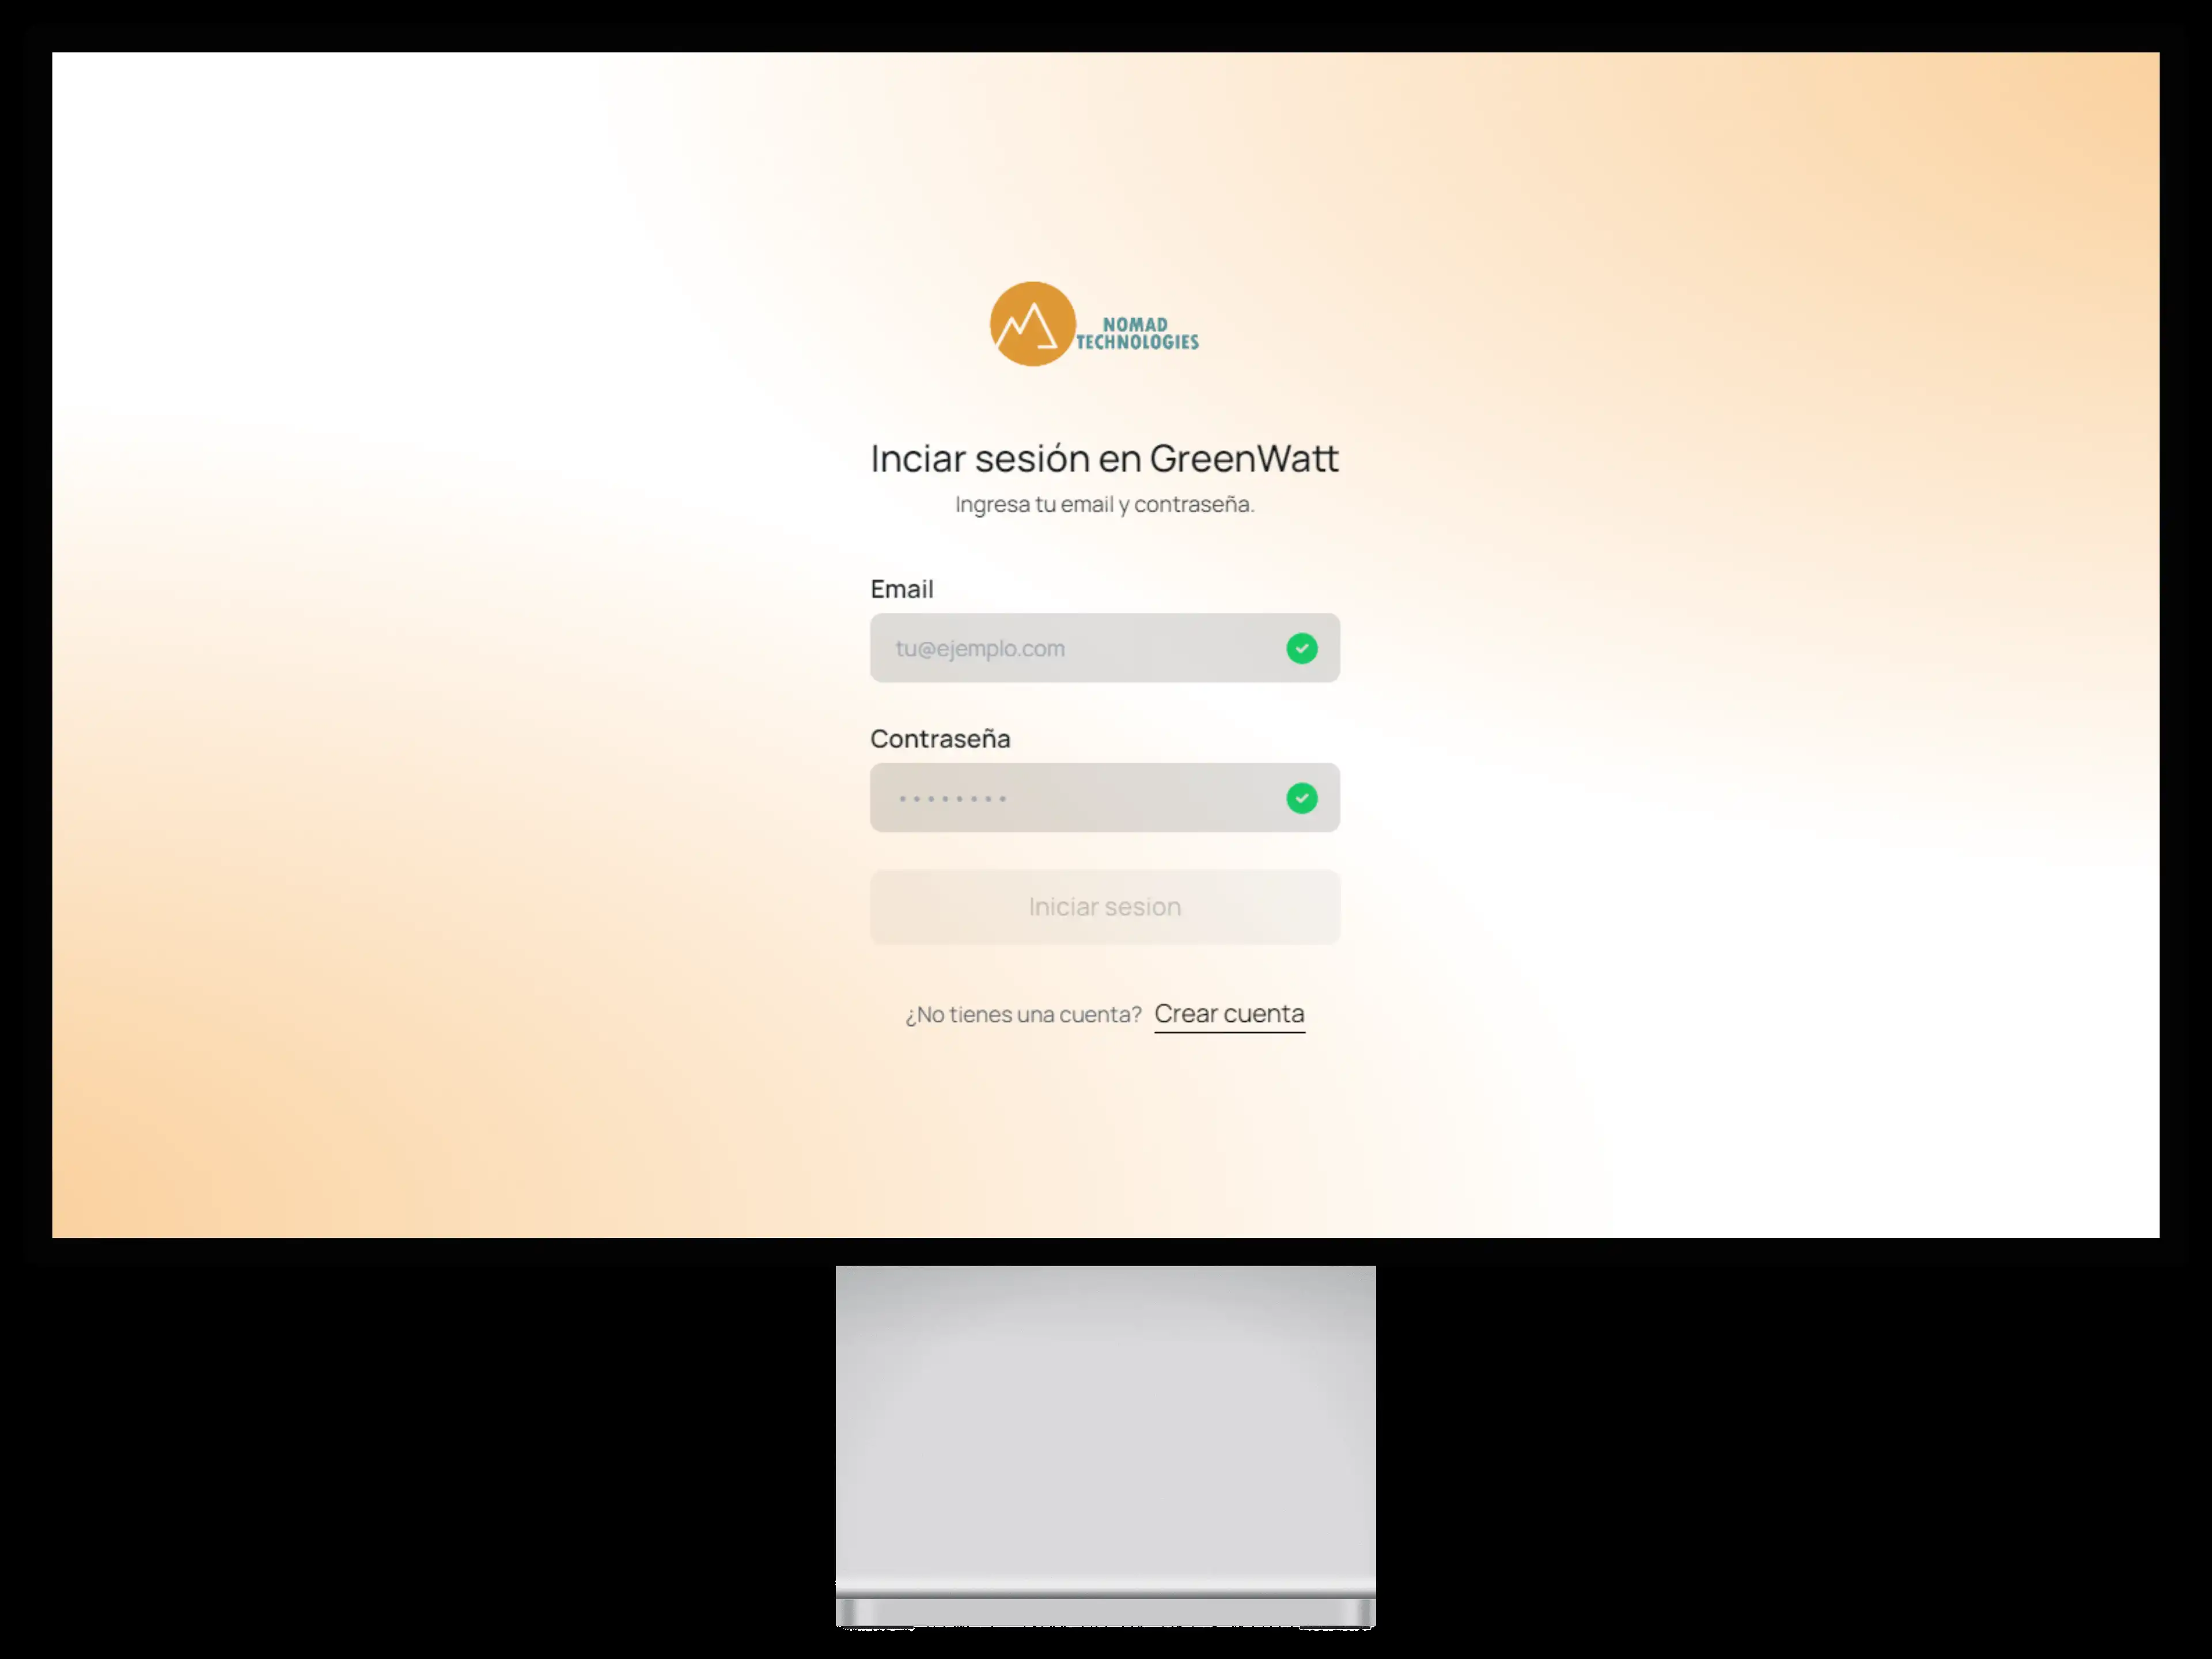 NOMAD
TECHNOLOGIES
Inciar sesión en GreenWatt
Ingresa tu email y contraseña.
Email
tu@ejemplo.com
Contraseña
••••••••
Iniciar sesion
¿No tienes una cuenta? Crear cuenta